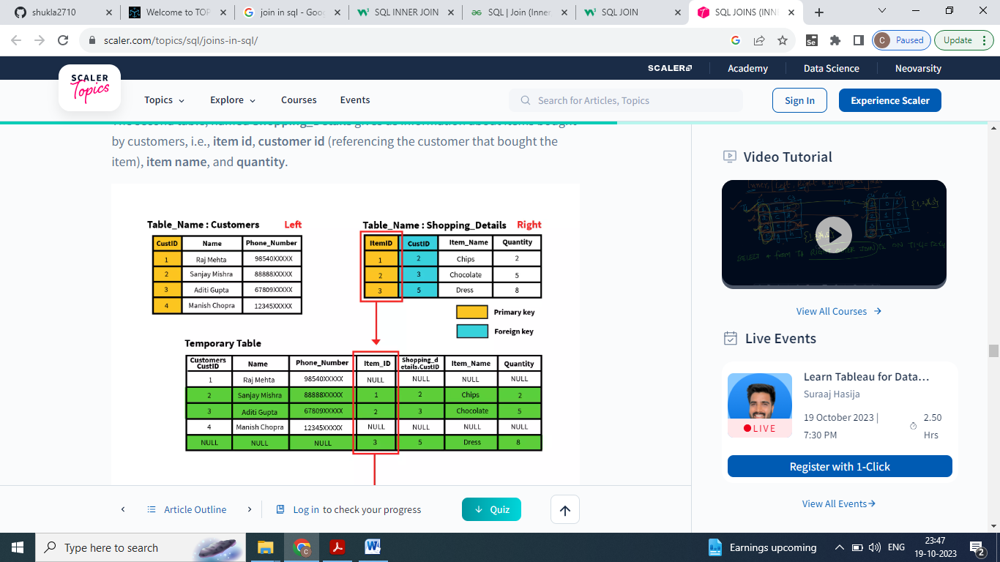 shukla2710
Welcome to TOP
join in sql - Goog
SQL INNER JOIN
SQL | Join (Inner
SQL JOIN
SQL JOINS (INN
scaler.com/topics/sql/joins-in-sql/
Se
C Paused
Update
SCALER
Academy
Data Science
Neovarsity
SCALER
Topics
Topics
Explore
Courses
Events
Search for Articles, Topics
Sign In
Experience Scaler
by customers, i.e., item id, customer id (referencing the customer that bought the
item), item name, and quantity.
Table_Name : Customers Left
CustID Name Phone_Number
1 Raj Mehta 98540XXXXX
2 Sanjay Mishra 88888XXXXX
3 Aditi Gupta 67809XXXXX
4 Manish Chopra 12345XXXXX
Table_Name : Shopping_Details Right
ItemID CustID Item_Name Quantity
1 2 Chips 2
2 3 Chocolate 5
3 5 Dress 8
Primary key
Foreign key
Temporary Table
Customers
CustID
Name Phone_Number Item_ID
Shopping_d
etails.CustID
Item_Name Quantity
1 Raj Mehta 98540XXXXX NULL NULL NULL NULL
2 Sanjay Mishra 88888XXXXX 1 2 Chips 2
3 Aditi Gupta 67809XXXXX 2 3 Chocolate 5
4 Manish Chopra 12345XXXXX NULL NULL NULL NULL
NULL NULL NULL 3 5 Dress 8
Article Outline
Log in to check your progress
Quiz
Video Tutorial
View All Courses
Live Events
LIVE
Learn Tableau for Data...
Suraaj Hasija
19 October 2023 |
7:30 PM
2.50
Hrs
Register with 1-Click
View All Events
Type here to search
Earnings upcoming
ENG
23:47
19-10-2023
2